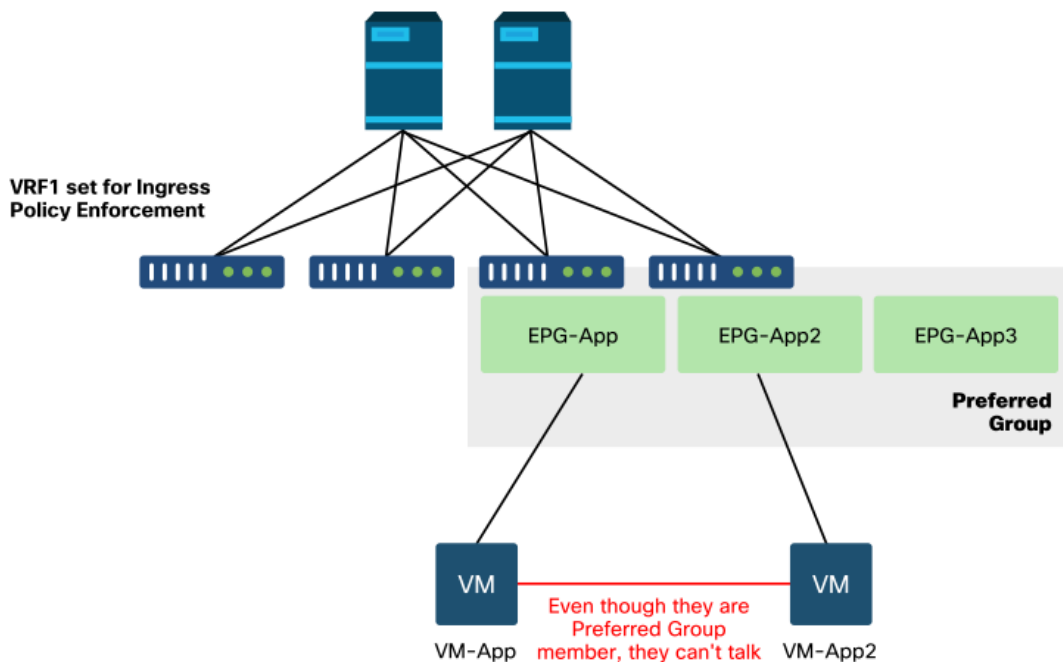 VRF1 set for Ingress
Policy Enforcement
EPG-App
EPG-App2
EPG-App3
Preferred
Group
VM
VM
Even though they are
Preferred Group
member, they can't talk
VM-App
VM-App2